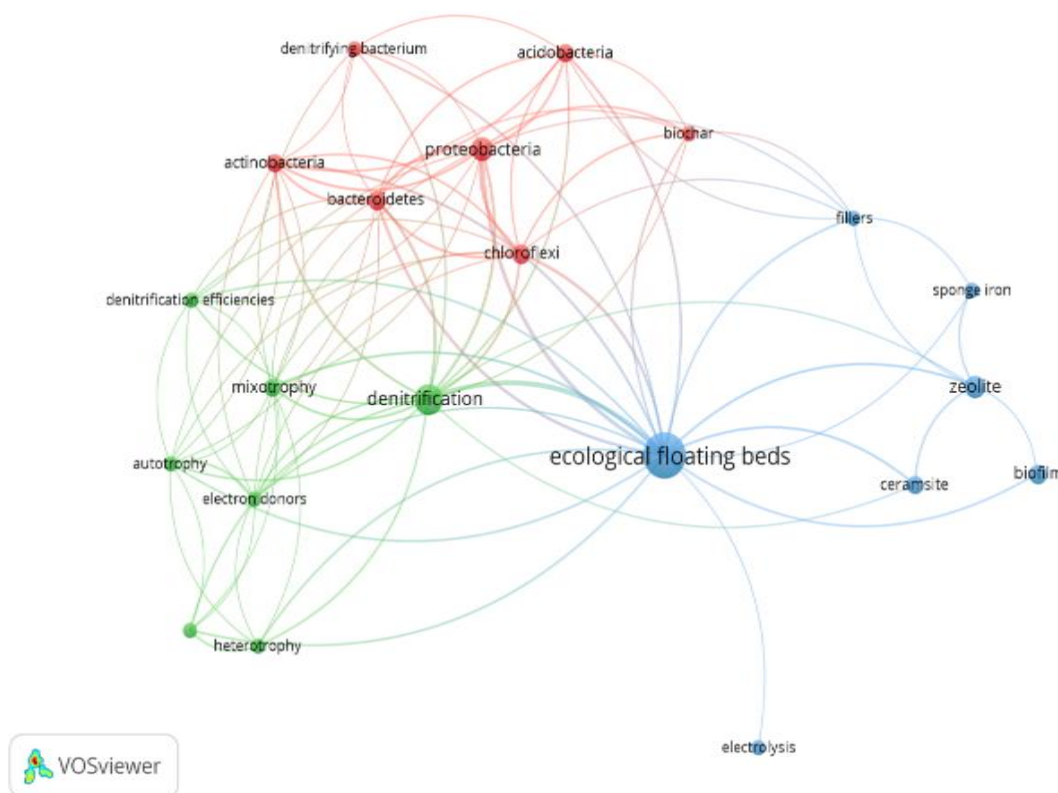 denitrifying bacterium
acidobacteria
biochar
proteobacteria
actinobacteria
bacteroidetes
fillers
chloroflexi
sponge iron
denitrification efficiencies
mixotrophy
denitrification
zeolite
ecological floating beds
autotrophy
biofilm
ceramsite
electron donors
heterotrophy
electrolysis
VOSviewer